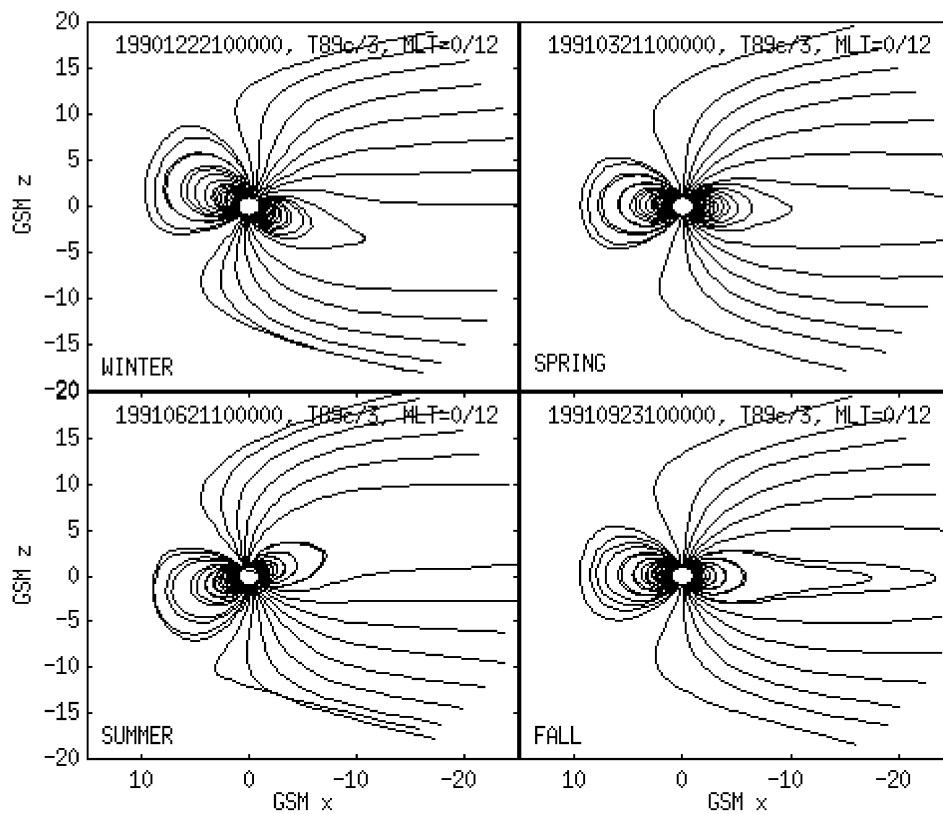 20
15
10
5
0
-5
-10
-15
-20
GSM z
19901222100000, T89c/3, MLT=0/12
WINTER
19910321100000, T89c/3, MLT=0/12
SPRING
20
15
10
5
0
-5
-10
-15
-20
GSM z
19910621100000, T89c/3, MLT=0/12
SUMMER
19910923100000, T89c/3, MLT=0/12
FALL
10 0 -10 -20
GSM x
10 0 -10 -20
GSM x